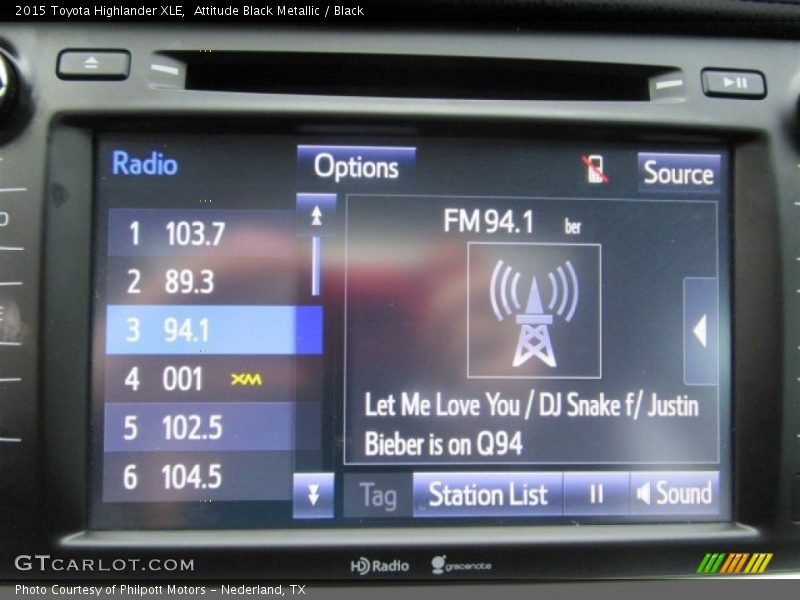 2015 Toyota Highlander XLE, Attitude Black Metallic / Black
Radio
Options
Source
1 103.7
2 89.3
3 94.1
4 001 XM
5 102.5
6 104.5
FM 94.1 ber
Let Me Love You / DJ Snake f/ Justin
Bieber is on Q94
Tag
Station List
Sound
GTCARLOT.COM
HD Radio
gracenote
Photo Courtesy of Philpott Motors - Nederland, TX